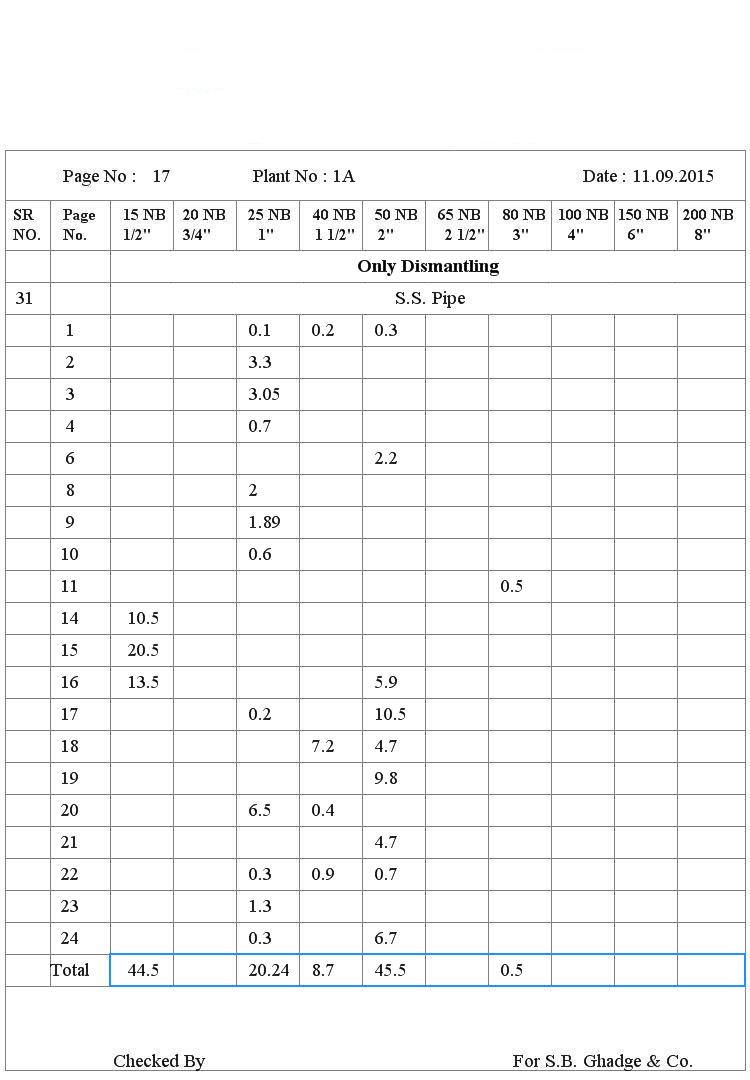 Page No : 17 Plant No : 1A Date : 11.09.2015
SR Page 15 NB 20 NB 25 NB 40 NB 50 NB 65 NB 80 NB 100 NB 150 NB 200 NB
NO. No. 1/2" 3/4" 1" 1 1/2" 2" 2 1/2" 3" 4" 6" 8"
Only Dismantling
31 S.S. Pipe
1 0.1 0.2 0.3
2 3.3
3 3.05
4 0.7
6 2.2
8 2
9 1.89
10 0.6
11 0.5
14 10.5
15 20.5
16 13.5 5.9
17 0.2 10.5
18 7.2 4.7
19 9.8
20 6.5 0.4
21 4.7
22 0.3 0.9 0.7
23 1.3
24 0.3 6.7
Total 44.5 20.24 8.7 45.5 0.5
Checked By For S.B. Ghadge & Co.